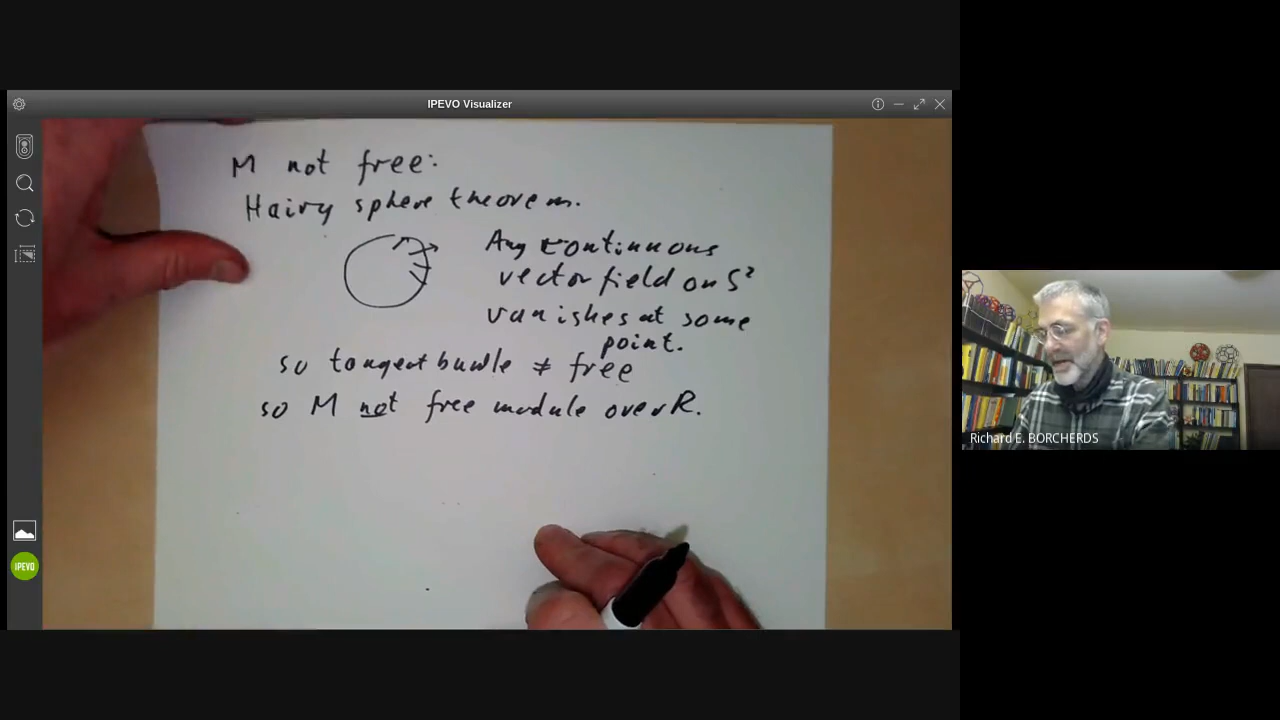 IPEVO Visualizer
M not free:
Hairy sphere theorem.
Any continuous
vector field on S²
vanishes at some
point.
so tangent bundle ≠ free
so M not free module over R.
Richard E. BORCHERDS
IPEVO